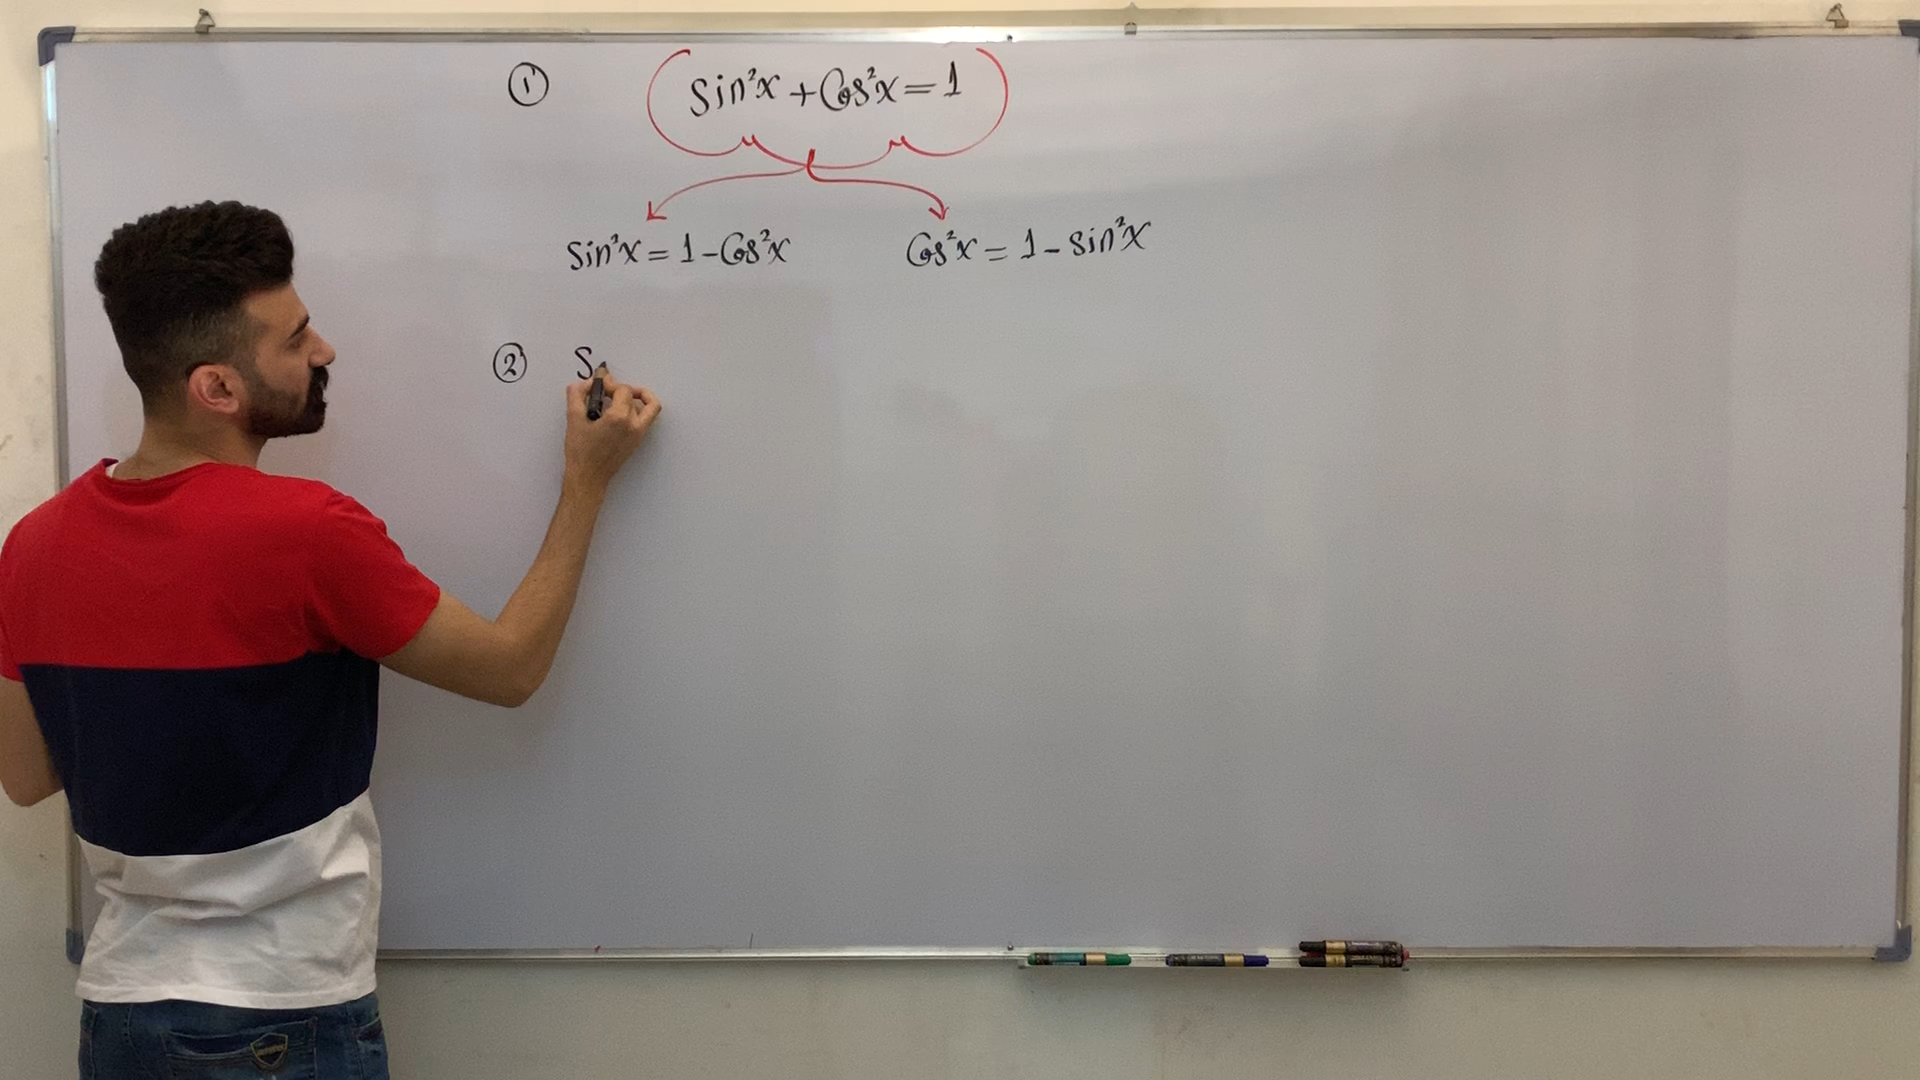 ① Sin²x + Cos²x = 1
Sin²x = 1 - Cos²x Cos²x = 1 - Sin²x
② S